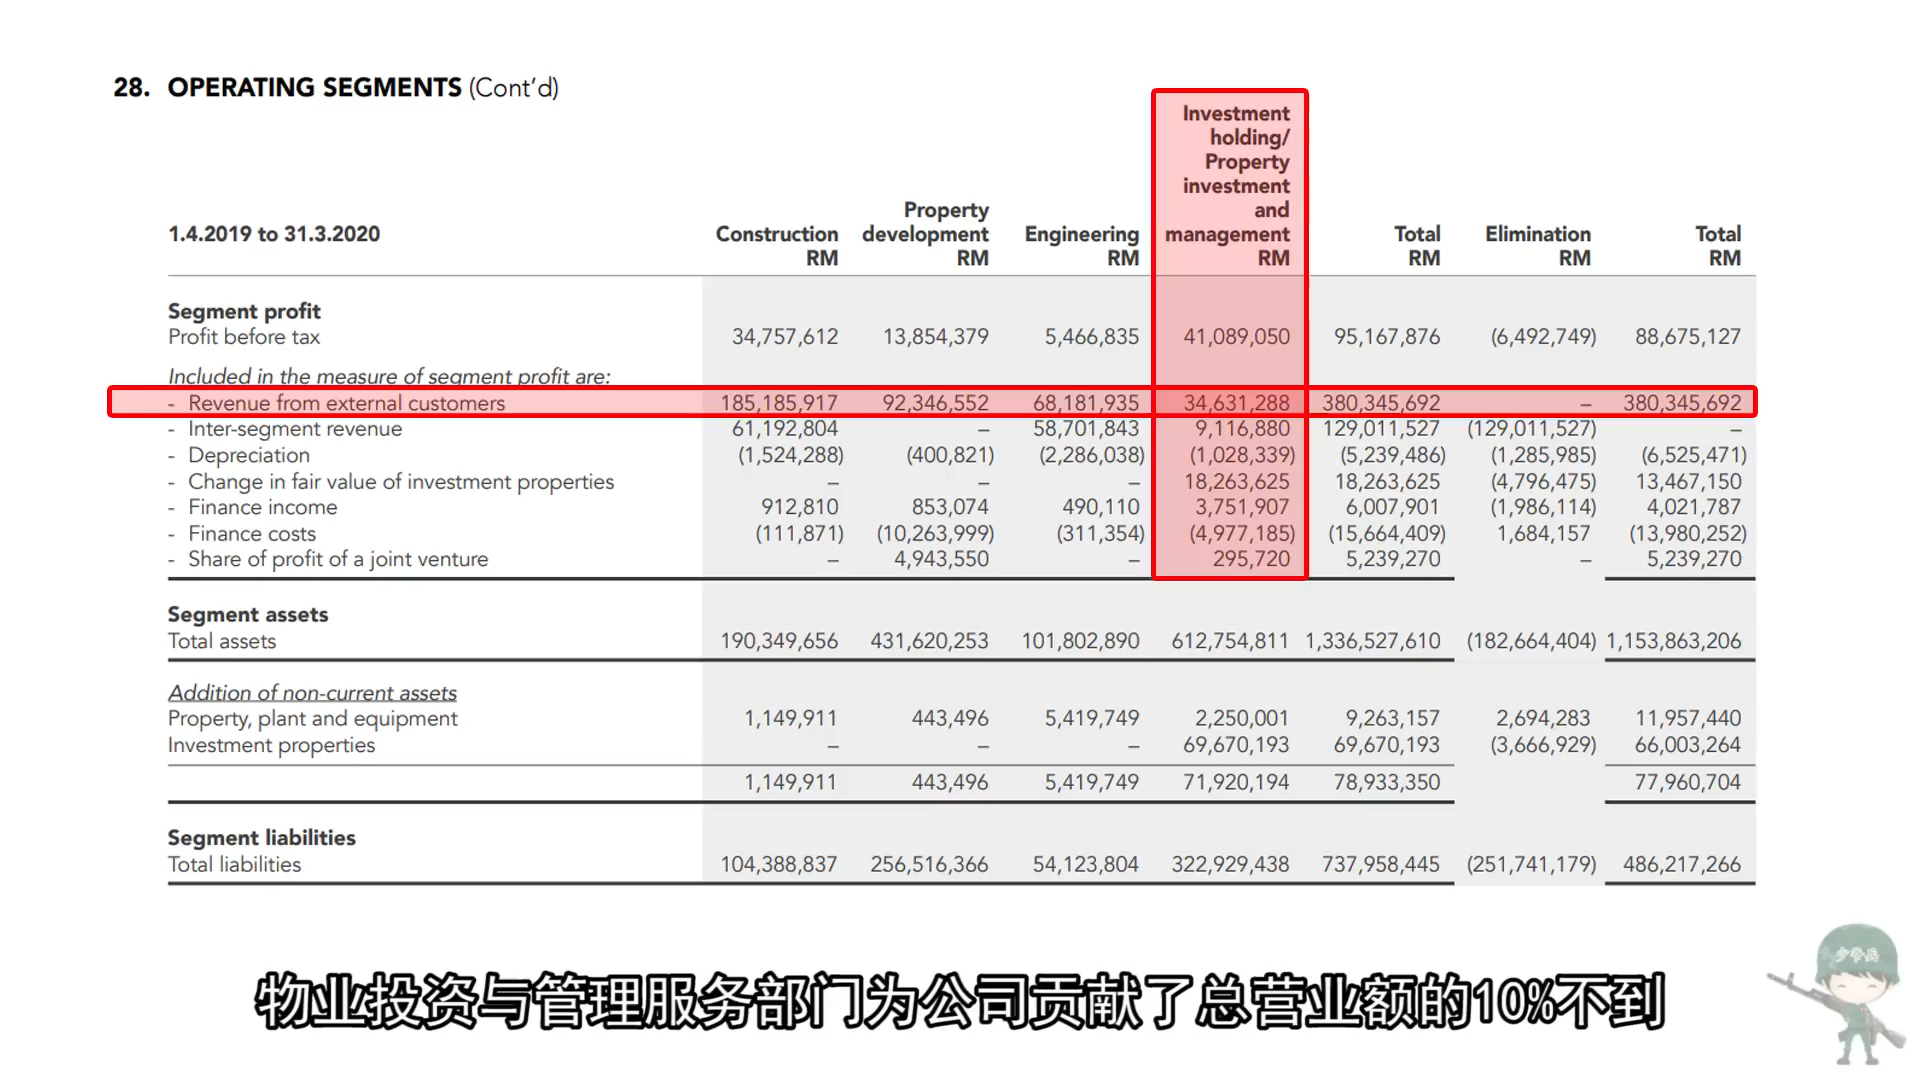 28. OPERATING SEGMENTS (Cont'd)
Investment
holding/
Property
investment
Property and
1.4.2019 to 31.3.2020 Construction development Engineering management Total Elimination Total
RM RM RM RM RM RM RM
Segment profit
Profit before tax 34,757,612 13,854,379 5,466,835 41,089,050 95,167,876 (6,492,749) 88,675,127
Included in the measure of segment profit are:
- Revenue from external customers 185,185,917 92,346,552 68,181,935 34,631,288 380,345,692 – 380,345,692
- Inter-segment revenue 61,192,804 – 58,701,843 9,116,880 129,011,527 (129,011,527) –
- Depreciation (1,524,288) (400,821) (2,286,038) (1,028,339) (5,239,486) (1,285,985) (6,525,471)
- Change in fair value of investment properties – – – 18,263,625 18,263,625 (4,796,475) 13,467,150
- Finance income 912,810 853,074 490,110 3,751,907 6,007,901 (1,986,114) 4,021,787
- Finance costs (111,871) (10,263,999) (311,354) (4,977,185) (15,664,409) 1,684,157 (13,980,252)
- Share of profit of a joint venture – 4,943,550 – 295,720 5,239,270 – 5,239,270
Segment assets
Total assets 190,349,656 431,620,253 101,802,890 612,754,811 1,336,527,610 (182,664,404) 1,153,863,206
Addition of non-current assets
Property, plant and equipment 1,149,911 443,496 5,419,749 2,250,001 9,263,157 2,694,283 11,957,440
Investment properties – – – 69,670,193 69,670,193 (3,666,929) 66,003,264
1,149,911 443,496 5,419,749 71,920,194 78,933,350 77,960,704
Segment liabilities
Total liabilities 104,388,837 256,516,366 54,123,804 322,929,438 737,958,445 (251,741,179) 486,217,266
物业投资与管理服务部门为公司贡献了总营业额的10%不到